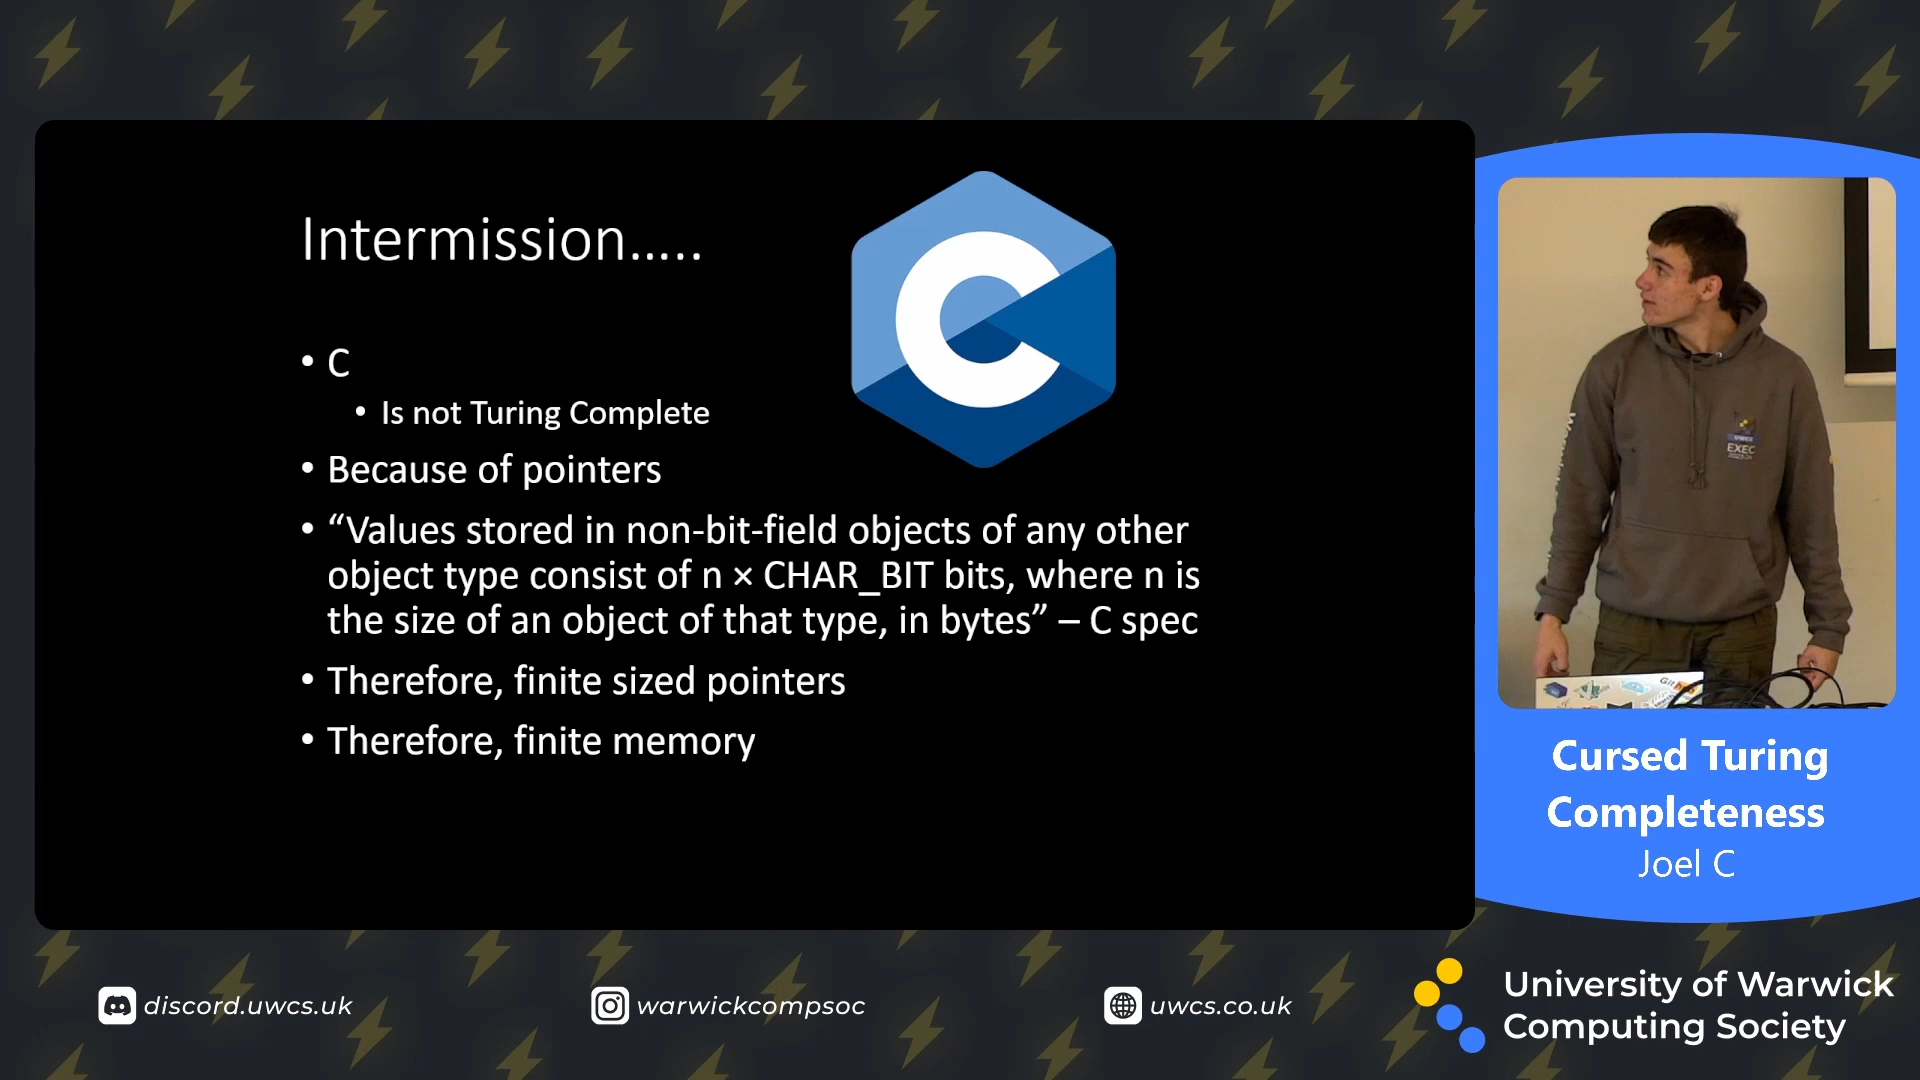 Intermission.....
C
• C
• Is not Turing Complete
• Because of pointers
• “Values stored in non-bit-field objects of any other
object type consist of n × CHAR_BIT bits, where n is
the size of an object of that type, in bytes” – C spec
• Therefore, finite sized pointers
• Therefore, finite memory
UWCS
EXEC
GitHub
Cursed Turing
Completeness
Joel C
discord.uwcs.uk
warwickcompsoc
uwcs.co.uk
University of Warwick
Computing Society